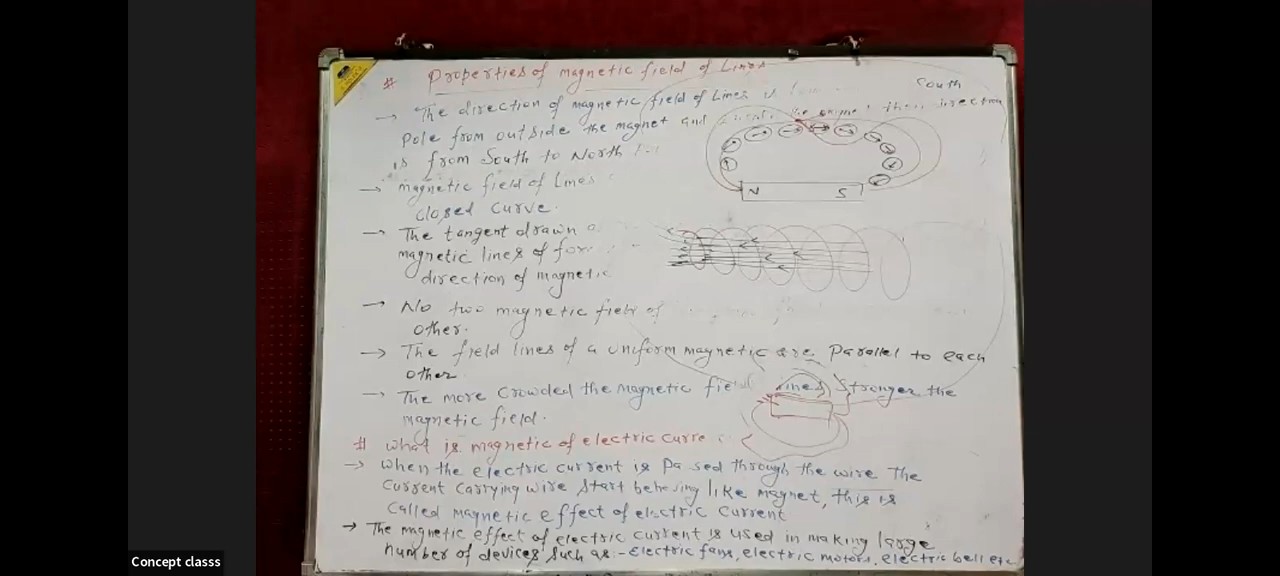 # Properties of magnetic field of Lines
→ The direction of magnetic field of Lines is South
Pole from outside the magnet and their direction
is from South to North
→ magnetic field of Lines
closed curve.
→ The tangent drawn
magnetic lines of for
direction of magnetic
→ No two magnetic field of
other.
→ The field lines of a uniform magnetic are Parallel to each
other
→ The more crowded the magnetic field lines stronger the
magnetic field.
# What is magnetic of electric curre
→ when the electric current is Pa sed through the wire The
current carrying wire start behaving like magnet, this is
called magnetic effect of electric current
→ The magnetic effect of electric current is used in making large
number of devices such as :- electric fans, electric motors, electric bell etc
N S
Concept classs